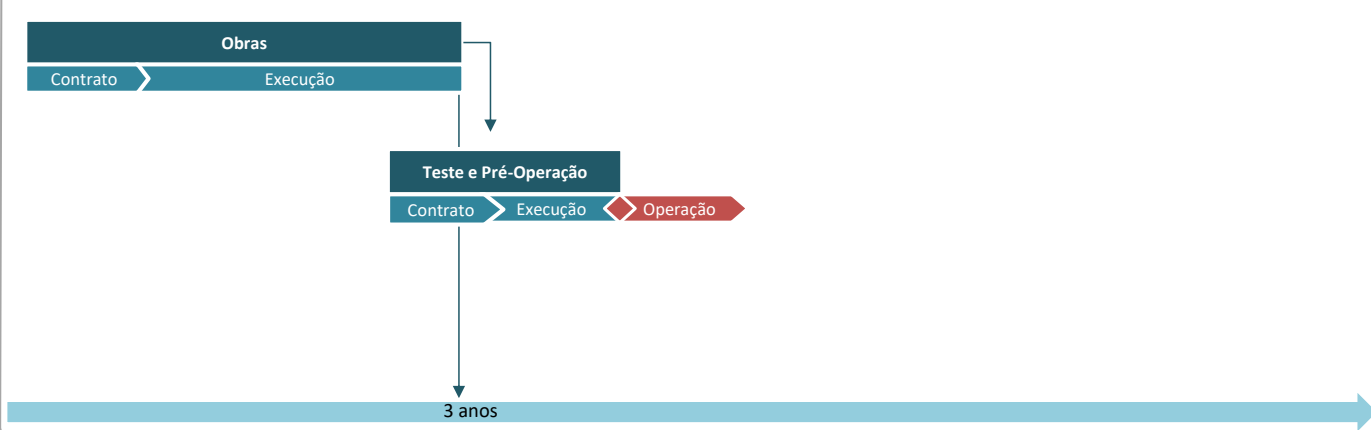 Obras
Contrato Execução
Teste e Pré-Operação
Contrato Execução Operação
3 anos